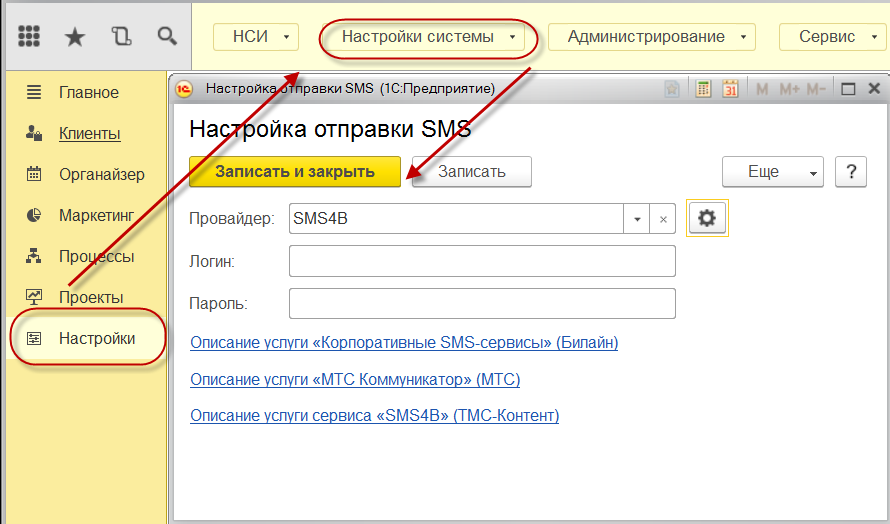 НСИ Настройки системы Администрирование Сервис
Главное
Клиенты
Органайзер
Маркетинг
Процессы
Проекты
Настройки
1С Настройка отправки SMS (1С:Предприятие) 31 M M+ M-
Настройка отправки SMS
Записать и закрыть Записать Еще ?
Провайдер: SMS4B ×
Логин:
Пароль:
Описание услуги «Корпоративные SMS-сервисы» (Билайн)
Описание услуги «МТС Коммуникатор» (МТС)
Описание услуги сервиса «SMS4B» (ТМС-Контент)